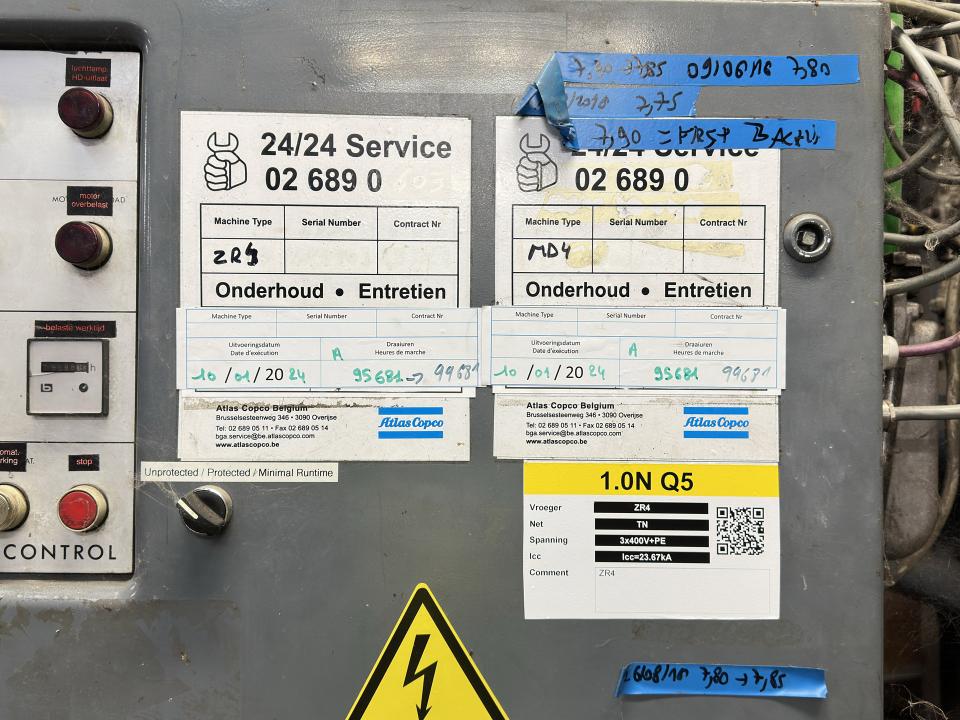 luchttemp.
HD-uitlaat
motor
overbelast
belaste werktijd
h
stop
CONTROL
Unprotected / Protected / Minimal Runtime
24/24 Service
02 689 0
Machine Type Serial Number Contract Nr
ZR4
Onderhoud • Entretien
Machine Type Serial Number Contract Nr
Uitvoeringsdatum
Date d'exécution
A
Draaiuren
Heures de marche
10 / 01 / 20 24
95681 → 99681
Atlas Copco Belgium
Brusselsesteenweg 346 • 3090 Overijse
Tel: 02 689 05 11 • Fax 02 689 05 14
bga.service@be.atlascopco.com
www.atlascopco.be
Atlas Copco
7,90 → 7,85 09/06/16 7,80
/2018 7,75
7,90 =
24/24 Service
02 689 0
Machine Type Serial Number Contract Nr
MD4
Onderhoud • Entretien
Machine Type Serial Number Contract Nr
Uitvoeringsdatum
Date d'exécution
A
Draaiuren
Heures de marche
10 / 01 / 20 24
95681 99681
Atlas Copco Belgium
Brusselsesteenweg 346 • 3090 Overijse
Tel: 02 689 05 11 • Fax 02 689 05 14
bga.service@be.atlascopco.com
www.atlascopco.be
Atlas Copco
1.0N Q5
Vroeger ZR4
Net TN
Spanning 3x400V+PE
Icc Icc=23.67kA
Comment ZR4
7,80 → 7,85